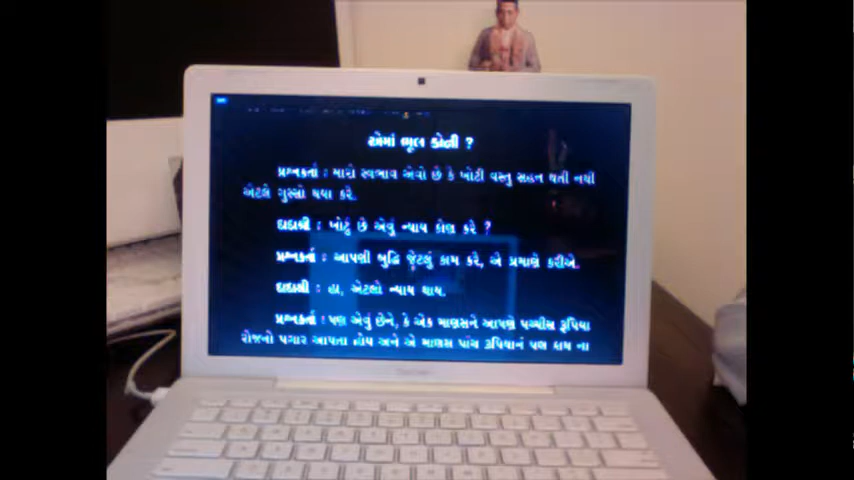 એમાં ભૂલ કોની ?
પ્રશ્નકર્તા : મારો સ્વભાવ એવો છે કે ખોટી વસ્તુ સહન થતી નથી
એટલે ગુસ્સો થયા કરે.
દાદાશ્રી : ખોટું છે એવું ન્યાય કોણ કરે ?
પ્રશ્નકર્તા : આપણી બુદ્ધિ જેટલું કામ કરે, એ પ્રમાણે કરીએ.
દાદાશ્રી : હા, એટલો ન્યાય થાય.
પ્રશ્નકર્તા : પણ એવું છેને, કે એક માણસને આપણે પચ્ચીસ રૂપિયા
રોજનો પગાર આપતા હોય અને એ માણસ પાંચ રૂપિયાનું પણ કામ ના